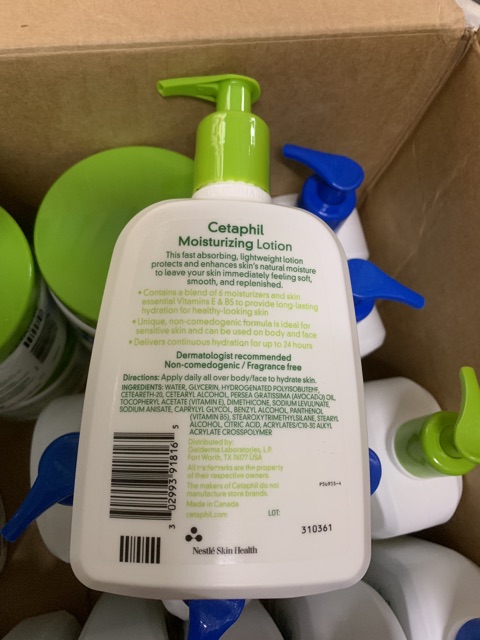 Cetaphil
Moisturizing Lotion
This fast absorbing, lightweight lotion
protects and enhances skin's natural moisture
to leave your skin immediately feeling soft,
smooth, and replenished.
• Contains a blend of 6 moisturizers and skin
essential Vitamins E & B5 to provide long-lasting
hydration for healthy-looking skin
• Unique, non-comedogenic formula is ideal for
sensitive skin and can be used on body and face
• Delivers continuous hydration for up to 24 hours
Dermatologist recommended
Non-comedogenic / Fragrance free
Directions: Apply daily all over body/face to hydrate skin.
INGREDIENTS: WATER, GLYCERIN, HYDROGENATED POLYISOBUTENE,
CETEARETH-20, CETEARYL ALCOHOL, PERSEA GRATISSIMA (AVOCADO) OIL,
TOCOPHERYL ACETATE (VITAMIN E), DIMETHICONE, SODIUM LEVULINATE,
SODIUM ANISATE, CAPRYLYL GLYCOL, BENZYL ALCOHOL, PANTHENOL
(VITAMIN B5), STEAROXYTRIMETHYLSILANE, STEARYL
ALCOHOL, CITRIC ACID, ACRYLATES/C10-30 ALKYL
ACRYLATE CROSSPOLYMER
Distributed by:
Galderma Laboratories, L.P.
Fort Worth, TX 76177 USA
All trademarks are the property
of their respective owners.
The makers of Cetaphil do not
manufacture store brands.
Made in Canada
cetaphil.com
P54955-4
LOT:
310361
3 02993 91816 5
Nestlé Skin Health